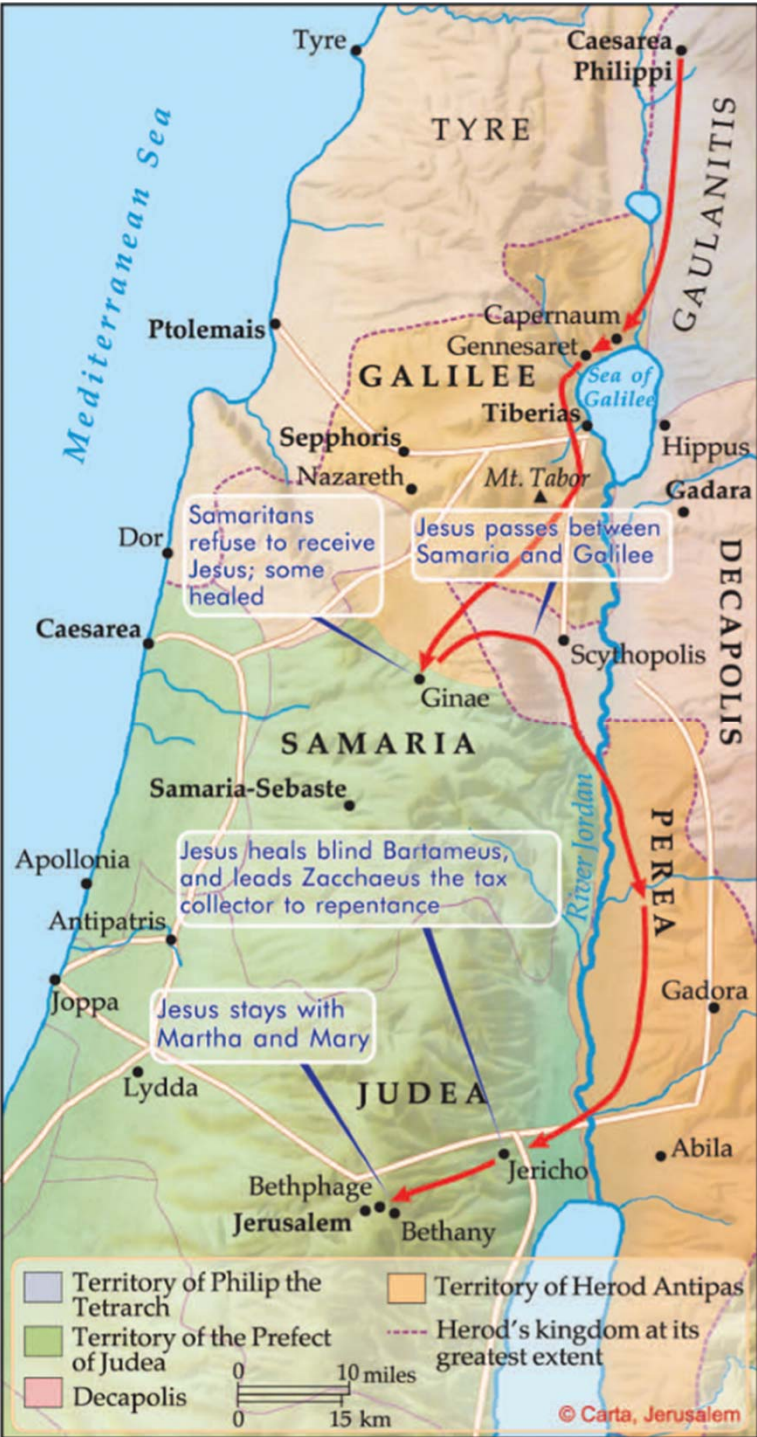 Tyre
Caesarea
Philippi
TYRE
GAULANITIS
Mediterranean Sea
Ptolemais
Capernaum
Gennesaret
GALILEE
Sea of
Galilee
Tiberias
Hippus
Sepphoris
Nazareth
Mt. Tabor
Gadara
Samaritans
refuse to receive
Jesus; some
healed
Jesus passes between
Samaria and Galilee
Dor
DECAPOLIS
Caesarea
Scythopolis
Ginae
SAMARIA
Samaria-Sebaste
River Jordan
PEREA
Jesus heals blind Bartameus,
and leads Zacchaeus the tax
collector to repentance
Apollonia
Antipatris
Joppa
Gadora
Jesus stays with
Martha and Mary
Lydda
JUDEA
Abila
Jericho
Bethphage
Jerusalem
Bethany
Territory of Philip the
Tetrarch
Territory of the Prefect
of Judea
Decapolis
Territory of Herod Antipas
Herod's kingdom at its
greatest extent
0 10 miles
0 15 km
© Carta, Jerusalem